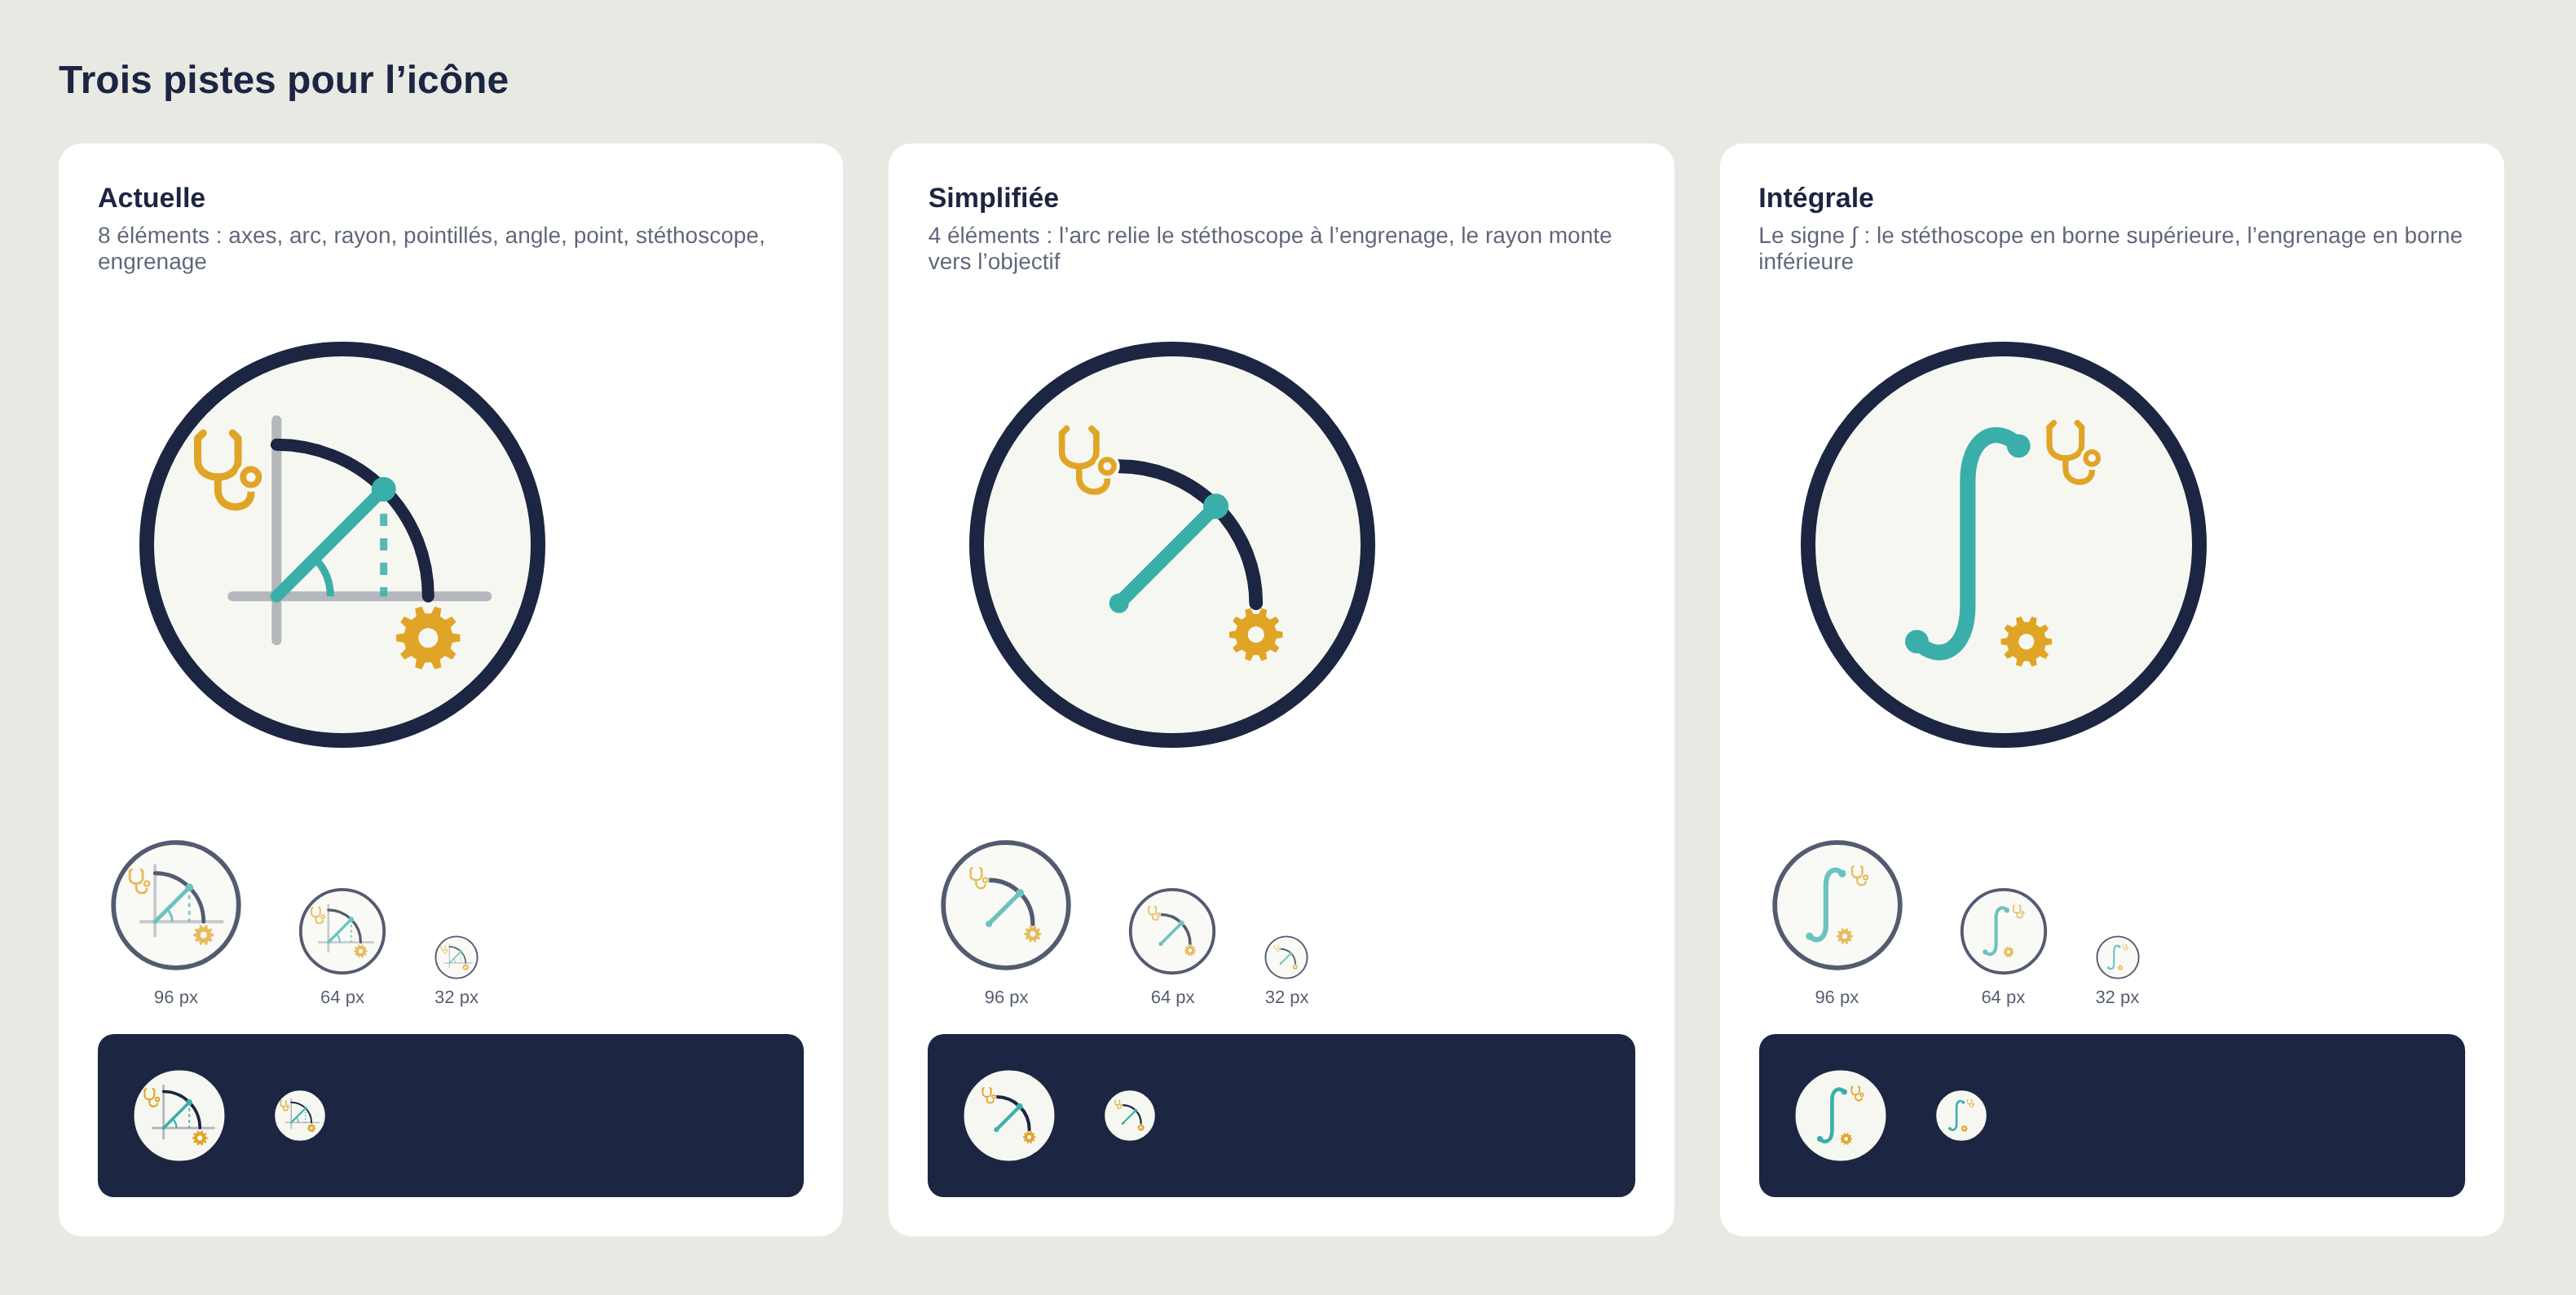 Trois pistes pour l’icône
Actuelle
8 éléments : axes, arc, rayon, pointillés, angle, point, stéthoscope,
engrenage
Simplifiée
4 éléments : l’arc relie le stéthoscope à l’engrenage, le rayon monte
vers l’objectif
Intégrale
Le signe ∫ : le stéthoscope en borne supérieure, l’engrenage en borne
inférieure
96 px
64 px
32 px
96 px
64 px
32 px
96 px
64 px
32 px